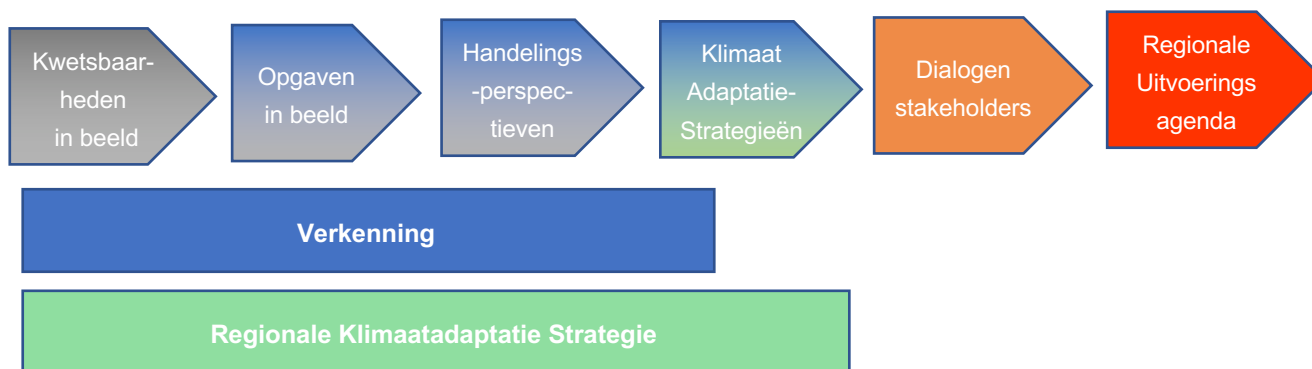 Kwetsbaar-
heden
in beeld
Opgaven
in beeld
Handelings
-perspec-
tieven
Klimaat
Adaptatie-
Strategieën
Dialogen
stakeholders
Regionale
Uitvoerings
agenda
Verkenning
Regionale Klimaatadaptatie Strategie